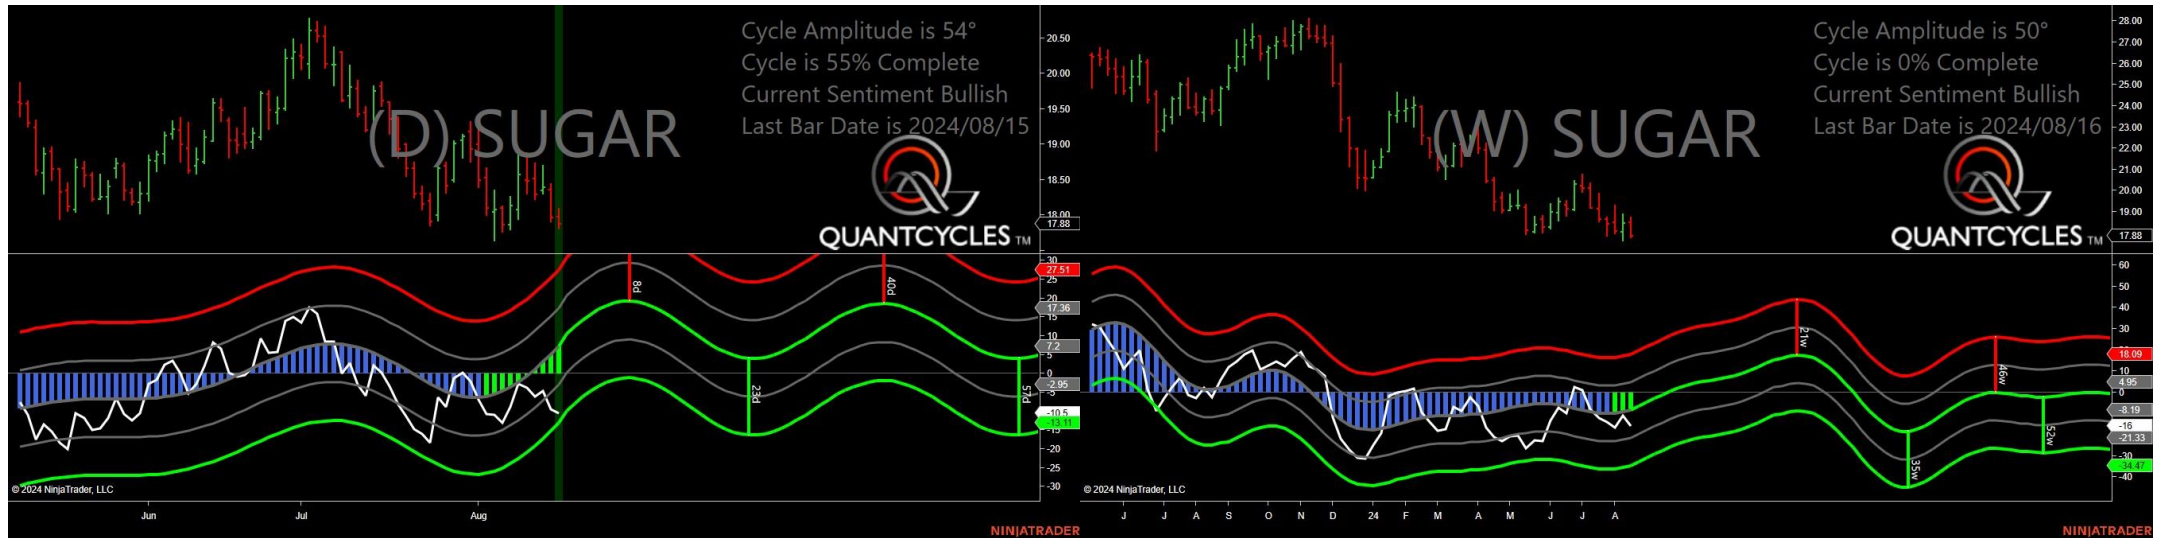 Cycle Amplitude is 54°
Cycle is 55% Complete
Current Sentiment Bullish
Last Bar Date is 2024/08/15
(D) SUGAR
QUANTCYCLES TM
20.50
20.00
19.50
19.00
18.50
18.00
17.88
30
27.51
25
20
17.36
15
10
7.2
5
0
-2.95
-5
-10.5
-13.11
-15
-20
-25
-30
8d
23d
40d
57d
© 2024 NinjaTrader, LLC
Jun
Jul
Aug
NINJATRADER
Cycle Amplitude is 50°
Cycle is 0% Complete
Current Sentiment Bullish
Last Bar Date is 2024/08/16
(W) SUGAR
QUANTCYCLES TM
28.00
27.00
26.00
25.00
24.00
23.00
22.00
21.00
20.00
19.00
17.88
60
50
40
30
18.09
10
4.95
0
-8.19
-16
-21.33
-30
-34.47
-40
21w
35w
46w
52w
© 2024 NinjaTrader, LLC
J
J
A
S
O
N
D
24
F
M
A
M
J
J
A
NINJATRADER